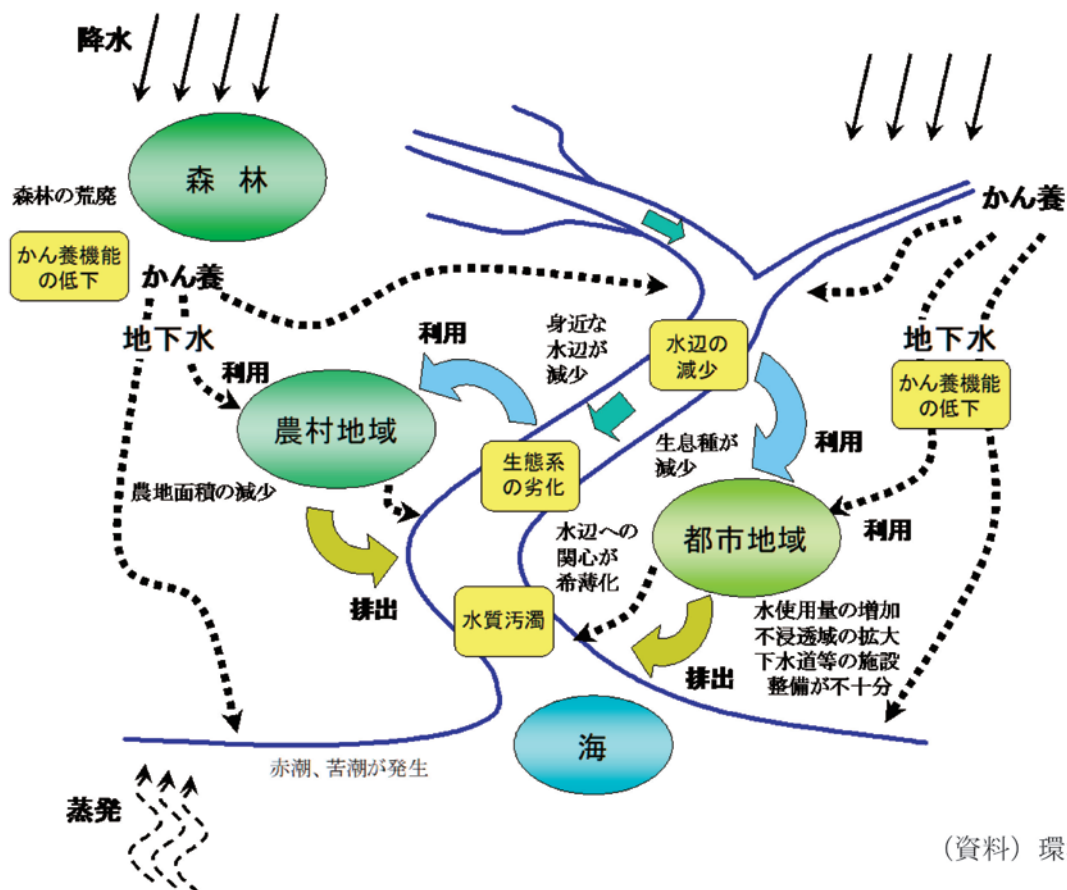 降水
森 林
森林の荒廃
かん養機能
の低下
かん養
地下水
利用
農村地域
農地面積の減少
排出
身近な
水辺が
減少
利用
水辺の
減少
生態系
の劣化
生息種が
減少
利用
水辺への
関心が
希薄化
水質汚濁
かん養
地下水
かん養機能
の低下
都市地域
利用
水使用量の増加
不浸透域の拡大
下水道等の施設
整備が不十分
排出
海
赤潮、苦潮が発生
蒸発
(資料)環